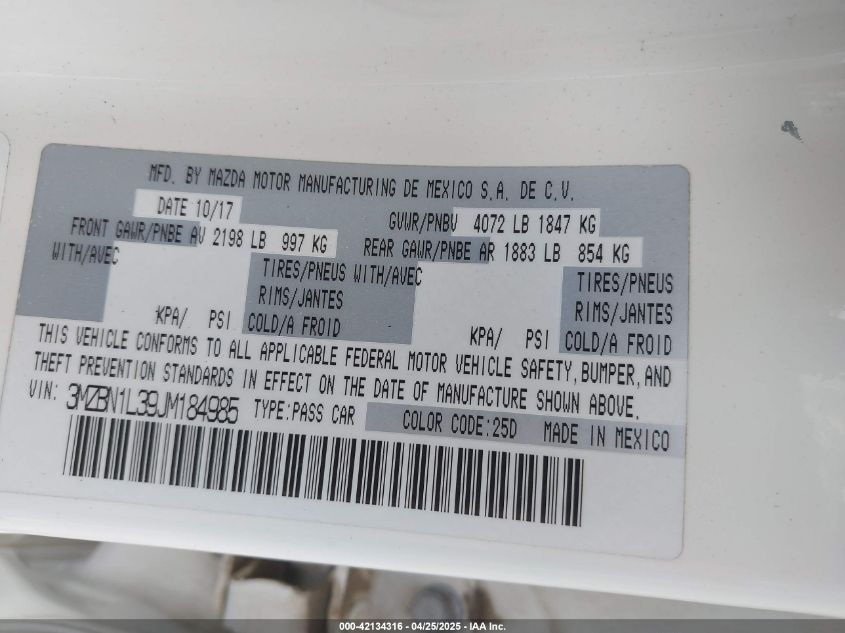 MFD. BY MAZDA MOTOR MANUFACTURING DE MEXICO S.A. DE C.V.
DATE 10/17 GVWR/PNBV 4072 LB 1847 KG
FRONT GAWR/PNBE AV 2198 LB 997 KG REAR GAWR/PNBE AR 1883 LB 854 KG
WITH/AVEC TIRES/PNEUS WITH/AVEC TIRES/PNEUS
RIMS/JANTES RIMS/JANTES
KPA/ PSI COLD/A FROID KPA/ PSI COLD/A FROID
THIS VEHICLE CONFORMS TO ALL APPLICABLE FEDERAL MOTOR VEHICLE SAFETY, BUMPER, AND
THEFT PREVENTION STANDARDS IN EFFECT ON THE DATE OF MANUFACTURE SHOWN ABOVE.
VIN: 3MZBN1L39JM184985 TYPE:PASS CAR COLOR CODE:25D MADE IN MEXICO
000-42134316 - 04/25/2025 - IAA Inc.